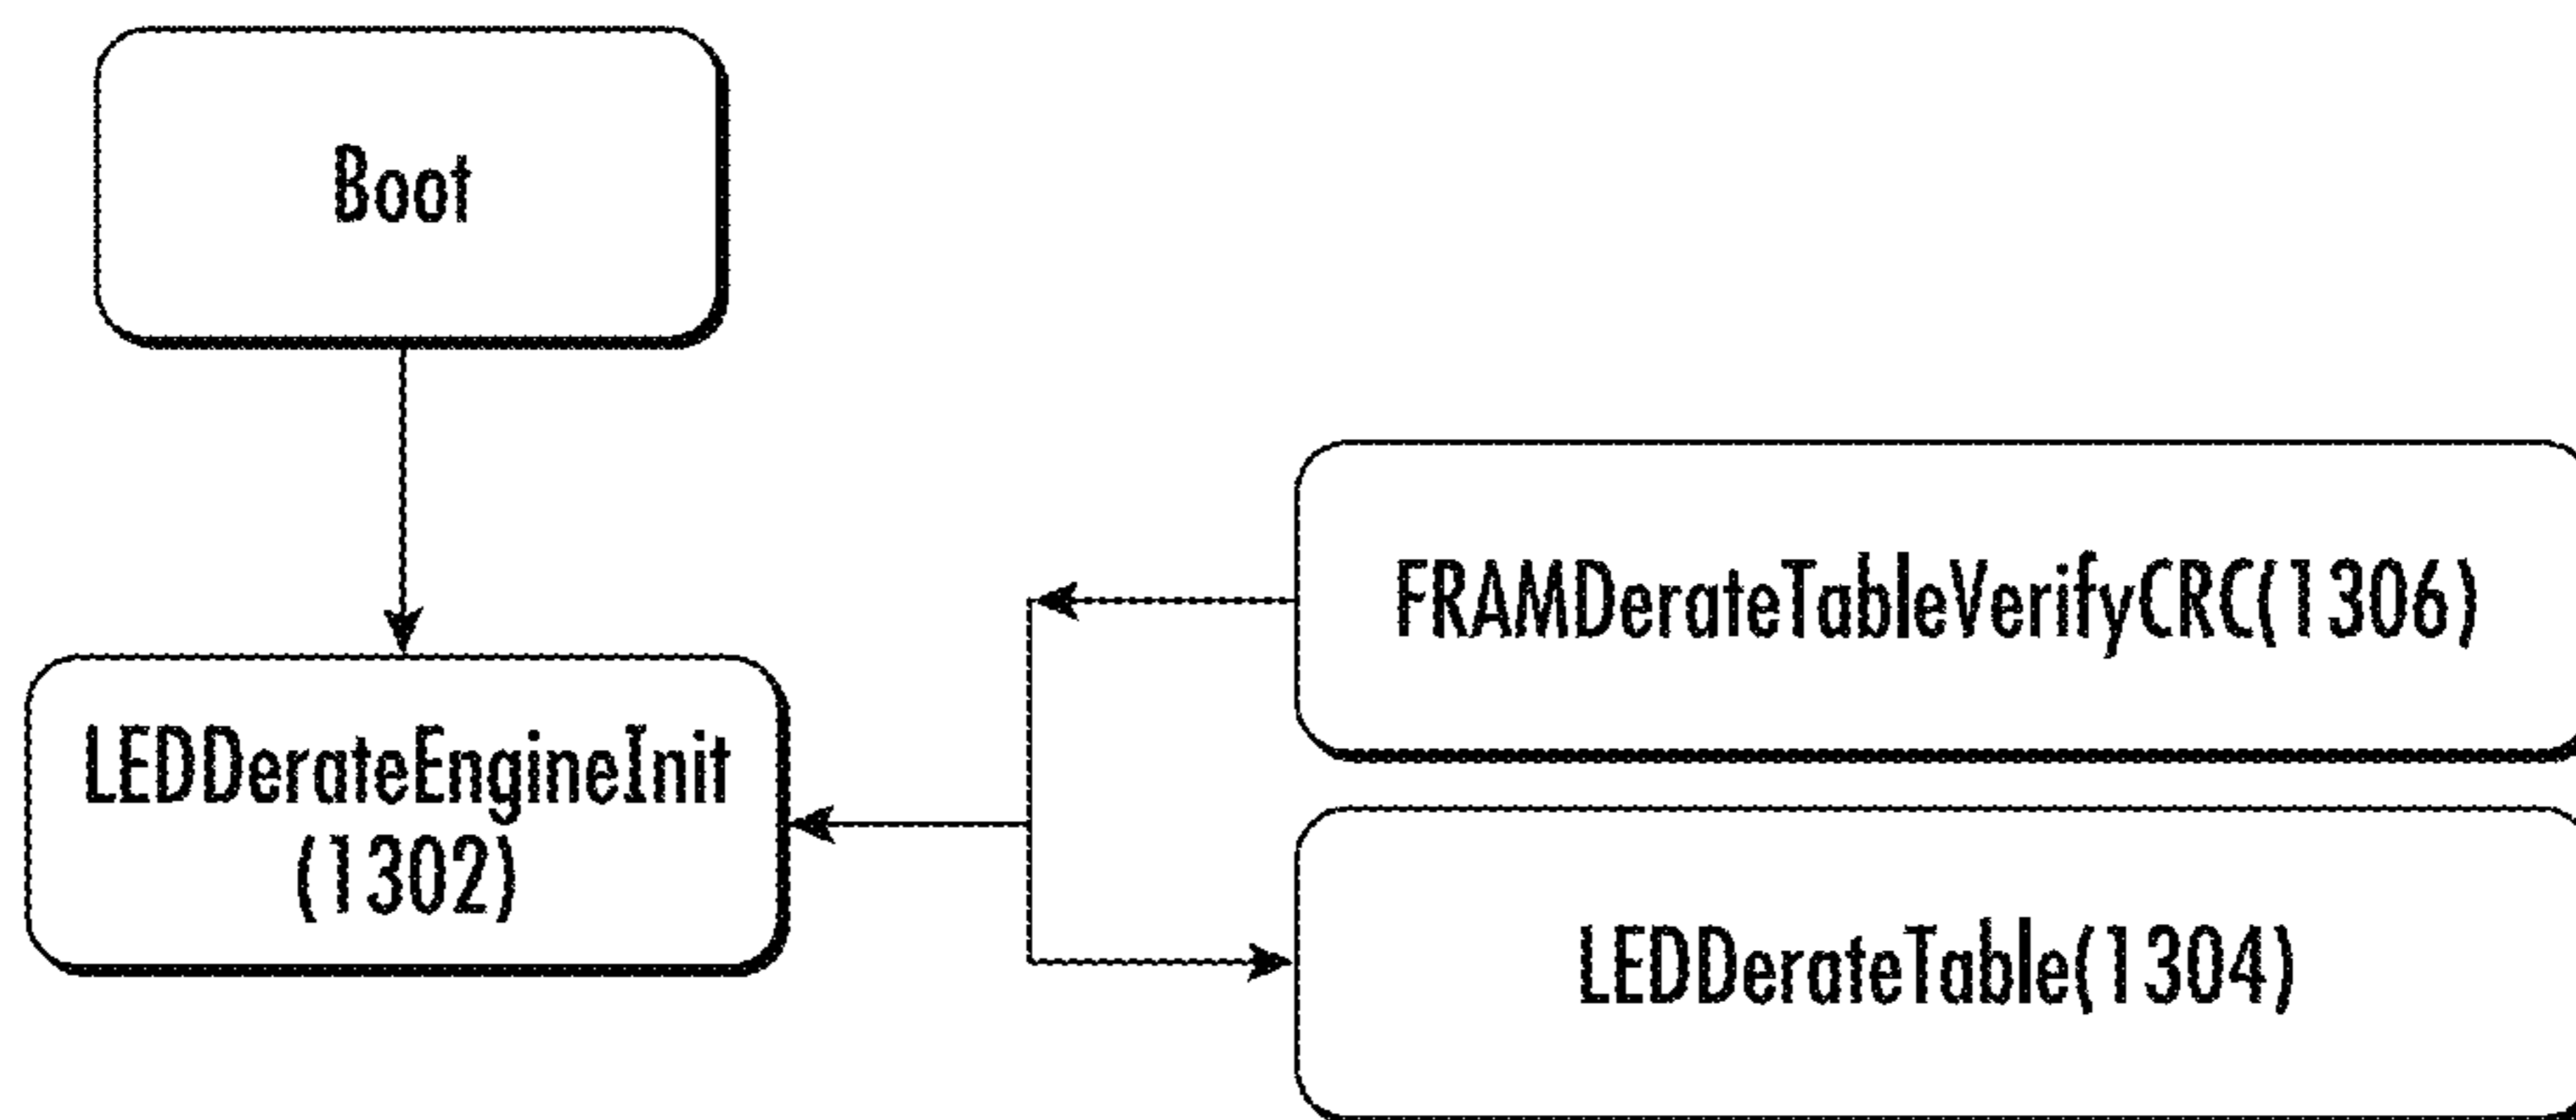 Boot
FRAMDerateTableVerifyCRC(1306)
LEDDerateEngineInit
(1302)
LEDDerateTable(1304)